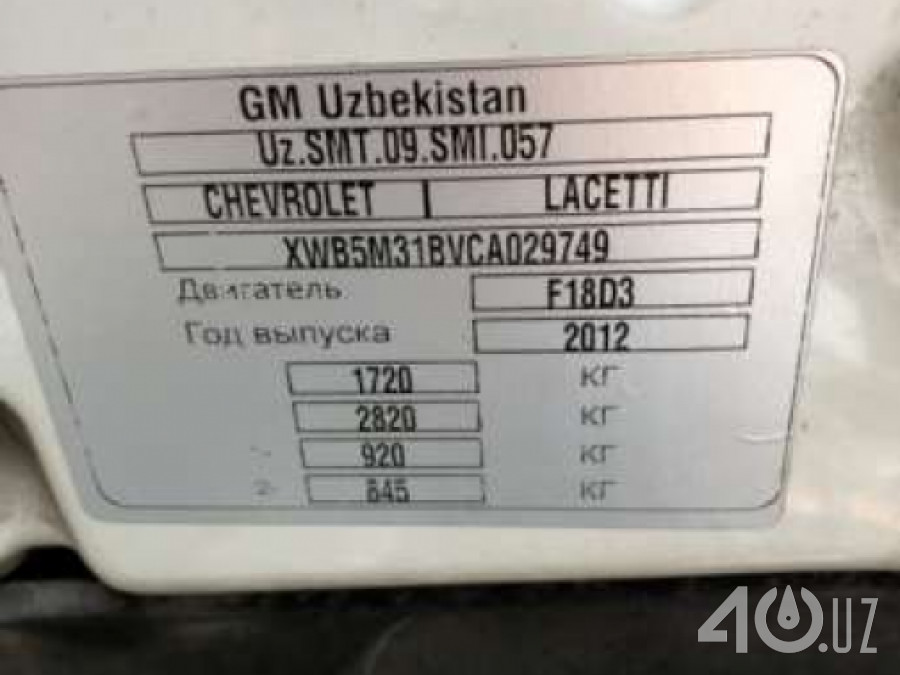 GM Uzbekistan
Uz.SMT.09.SMI.057
CHEVROLET LACETTI
XWB5M31BVCA029749
Двигатель F18D3
Год выпуска 2012
1720 КГ
2820 КГ
920 КГ
2- 845 КГ
40.UZ